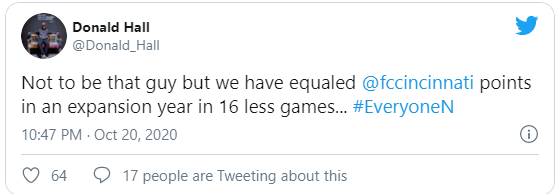 Donald Hall
@Donald_Hall
Not to be that guy but we have equaled @fccincinnati points
in an expansion year in 16 less games... #EveryoneN
10:47 PM · Oct 20, 2020
64
17 people are Tweeting about this